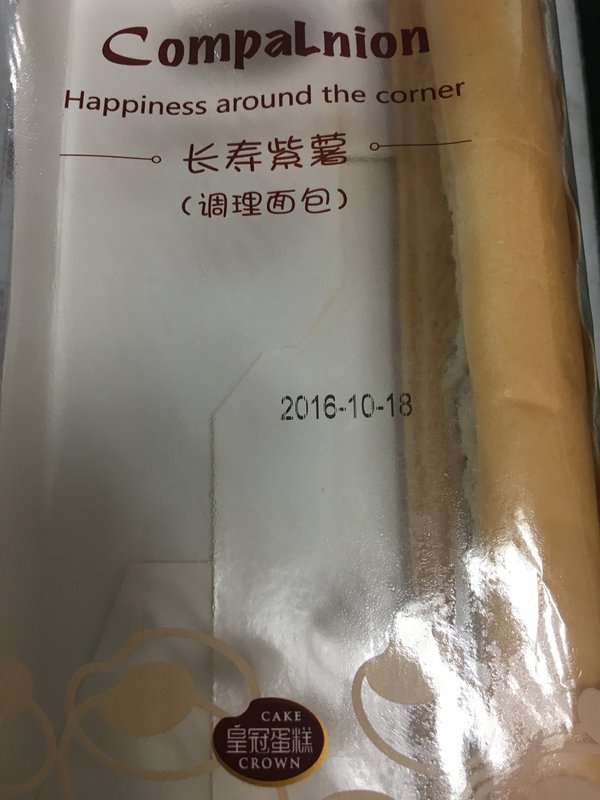 CompaLnion
Happiness around the corner
长寿紫薯
（调理面包）
2016-10-18
CAKE
皇冠蛋糕
CROWN